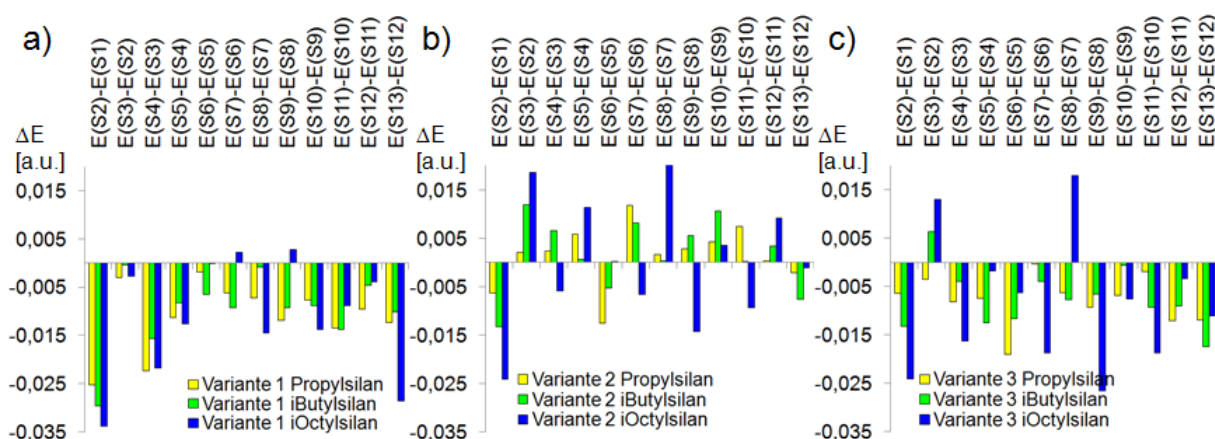 a)
E(S2)-E(S1)
E(S3)-E(S2)
E(S4)-E(S3)
E(S5)-E(S4)
E(S6)-E(S5)
E(S7)-E(S6)
E(S8)-E(S7)
E(S9)-E(S8)
E(S10)-E(S9)
E(S11)-E(S10)
E(S12)-E(S11)
E(S13)-E(S12)
ΔE
[a.u.]
0,015
0,005
-0,005
-0,015
-0,025
-0.035
Variante 1 Propylsilan
Variante 1 iButylsilan
Variante 1 iOctylsilan
b)
E(S2)-E(S1)
E(S3)-E(S2)
E(S4)-E(S3)
E(S5)-E(S4)
E(S6)-E(S5)
E(S7)-E(S6)
E(S8)-E(S7)
E(S9)-E(S8)
E(S10)-E(S9)
E(S11)-E(S10)
E(S12)-E(S11)
E(S13)-E(S12)
ΔE
[a.u.]
0,015
0,005
-0,005
-0,015
-0,025
-0.035
Variante 2 Propylsilan
Variante 2 iButylsilan
Variante 2 iOctylsilan
c)
E(S2)-E(S1)
E(S3)-E(S2)
E(S4)-E(S3)
E(S5)-E(S4)
E(S6)-E(S5)
E(S7)-E(S6)
E(S8)-E(S7)
E(S9)-E(S8)
E(S10)-E(S9)
E(S11)-E(S10)
E(S12)-E(S11)
E(S13)-E(S12)
ΔE
[a.u.]
0,015
0,005
-0,005
-0,015
-0,025
-0.035
Variante 3 Propylsilan
Variante 3 iButylsilan
Variante 3 iOctylsilan